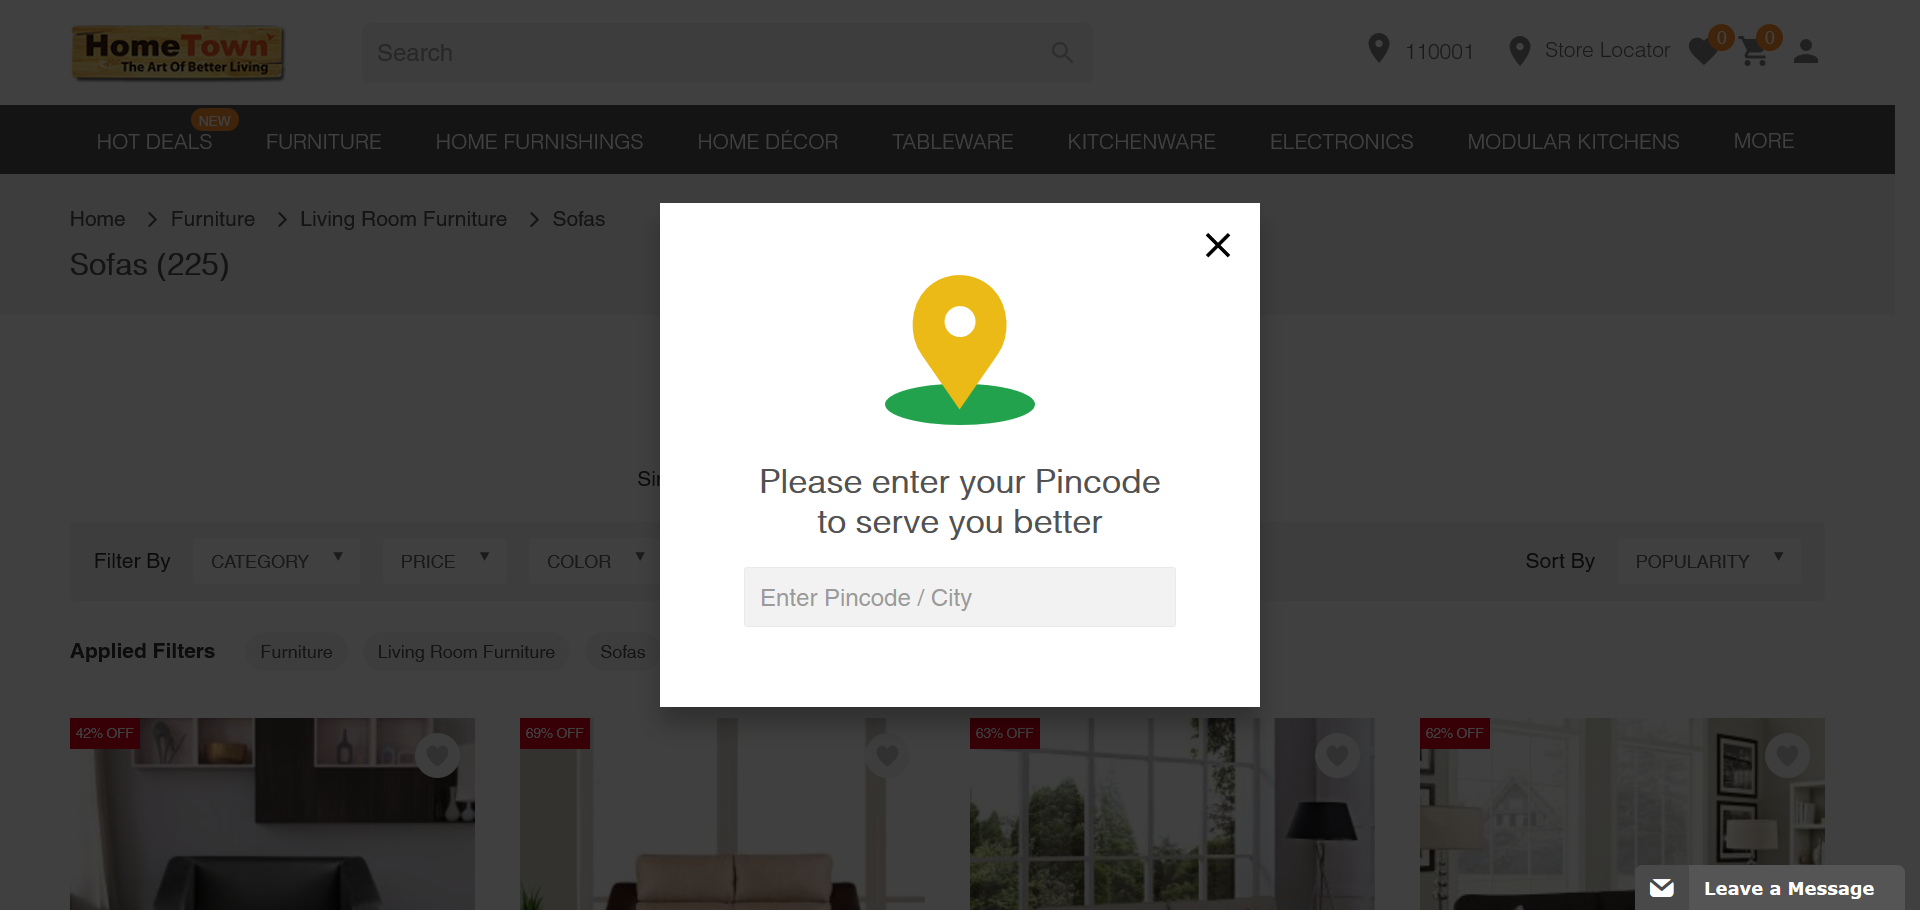 HomeTown
The Art Of Better Living
Search
110001
Store Locator
0
0
NEW
HOT DEALS
FURNITURE
HOME FURNISHINGS
HOME DÉCOR
TABLEWARE
KITCHENWARE
ELECTRONICS
MODULAR KITCHENS
MORE
Home > Furniture > Living Room Furniture > Sofas
Sofas (225)
Please enter your Pincode
to serve you better
Enter Pincode / City
Filter By
CATEGORY
PRICE
COLOR
Sort By
POPULARITY
Applied Filters
Furniture
Living Room Furniture
Sofas
42% OFF
69% OFF
63% OFF
62% OFF
Leave a Message